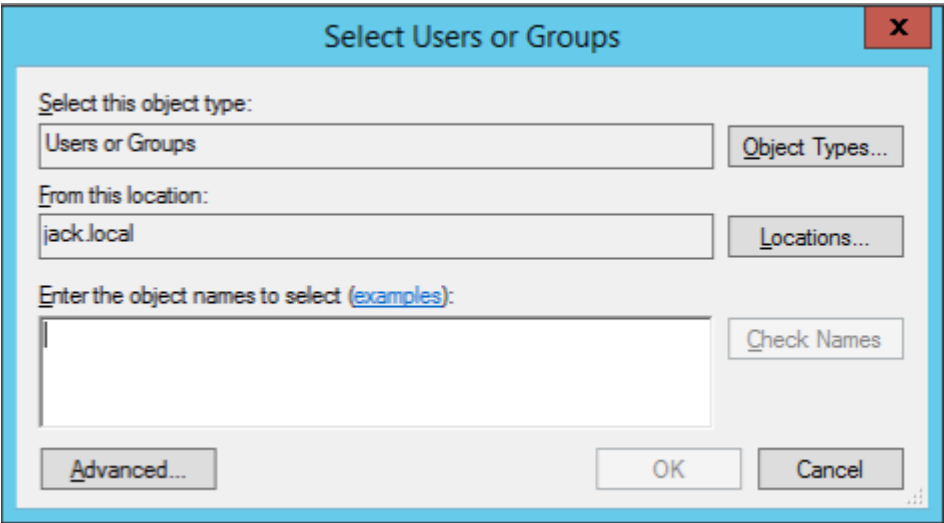 Select Users or Groups
x
Select this object type:
Users or Groups
Object Types...
From this location:
jack.local
Locations...
Enter the object names to select (examples):
Check Names
Advanced...
OK
Cancel